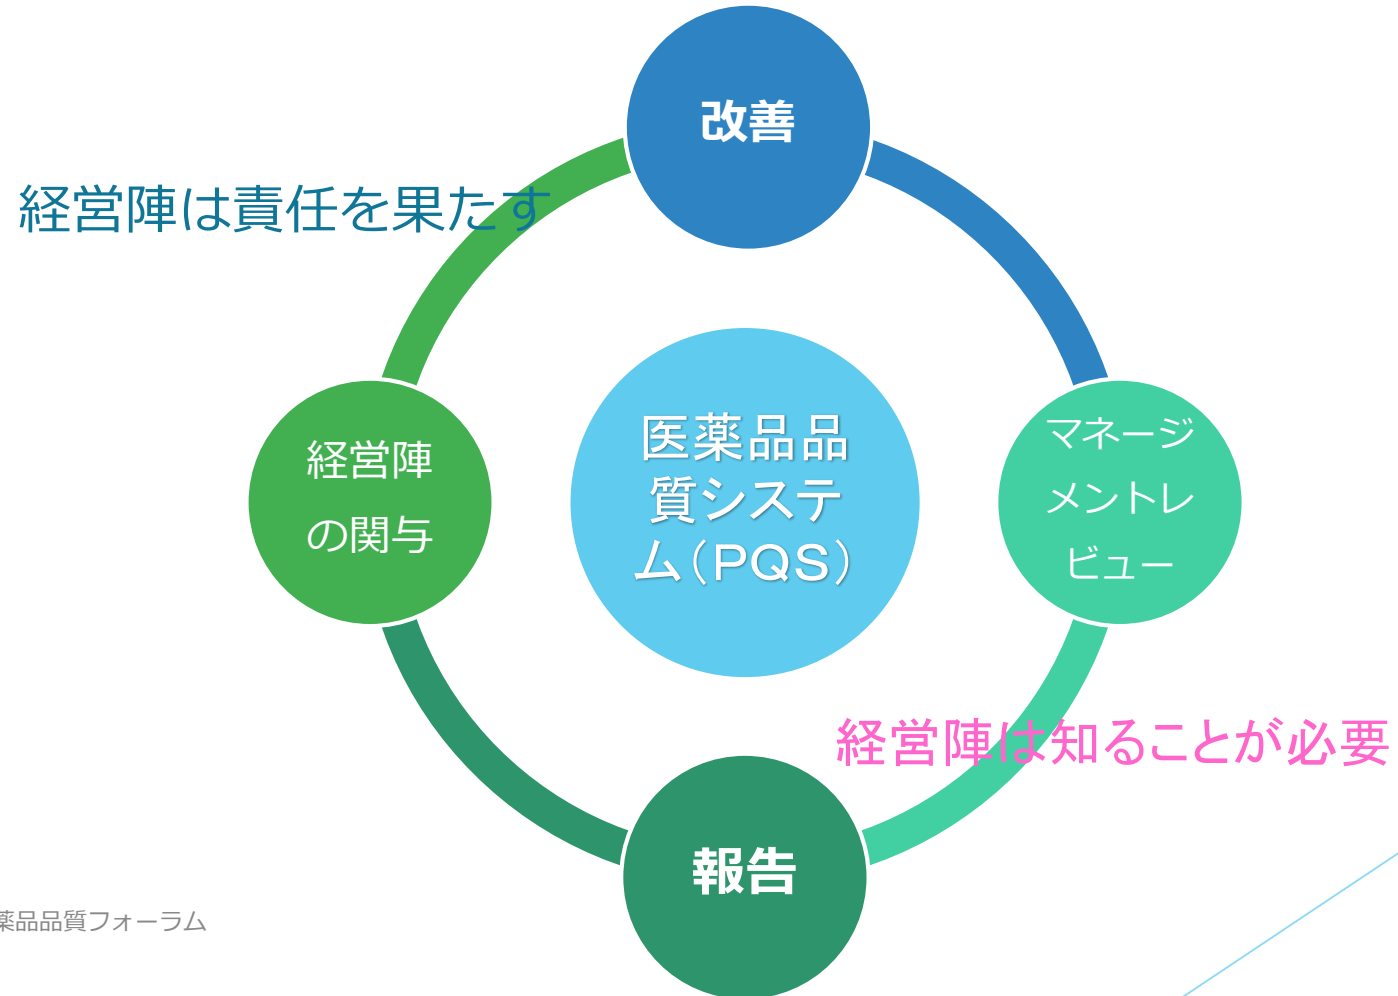 改善
経営陣は責任を果たす
経営陣
の関与
医薬品品
質システ
ム（PQS）
マネージ
メントレ
ビュー
経営陣は知ることが必要
報告
薬品品質フォーラム